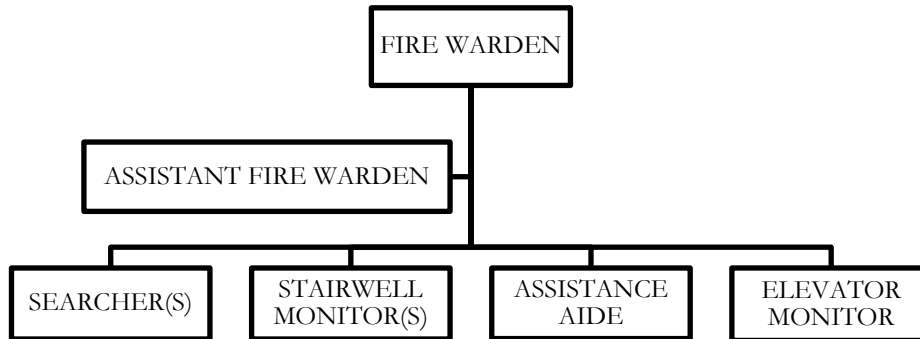 FIRE WARDEN
ASSISTANT FIRE WARDEN
SEARCHER(S)
STAIRWELL
MONITOR(S)
ASSISTANCE
AIDE
ELEVATOR
MONITOR